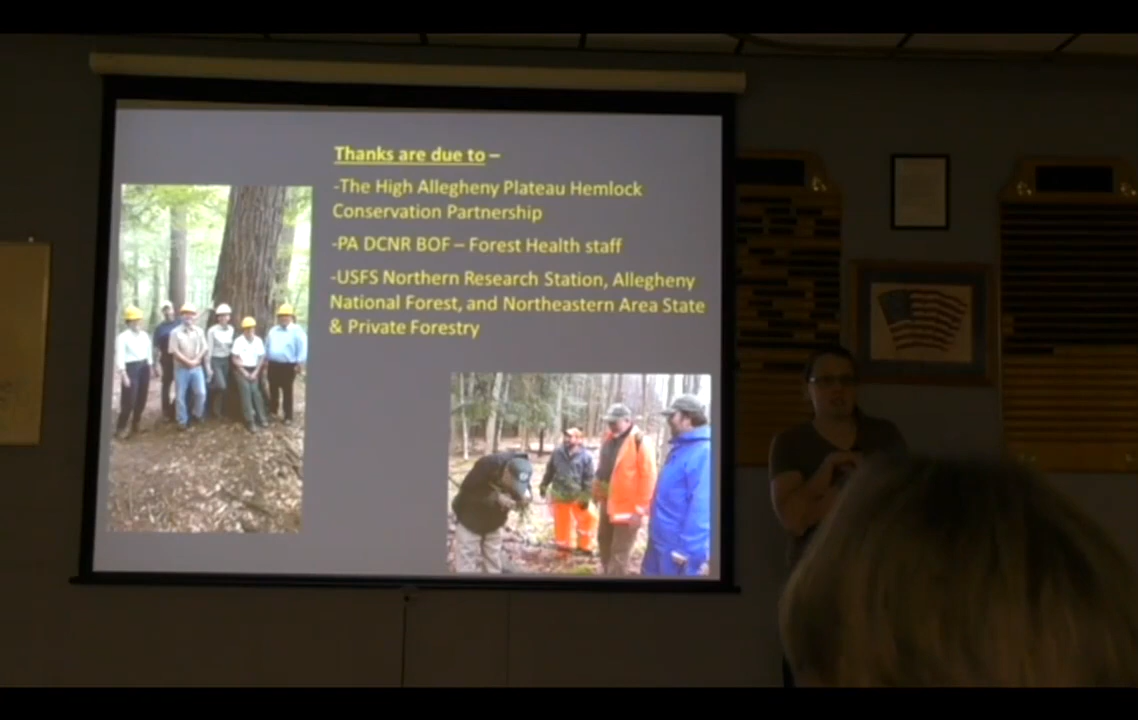 Thanks are due to –
-The High Allegheny Plateau Hemlock
Conservation Partnership
-PA DCNR BOF – Forest Health staff
-USFS Northern Research Station, Allegheny
National Forest, and Northeastern Area State
& Private Forestry